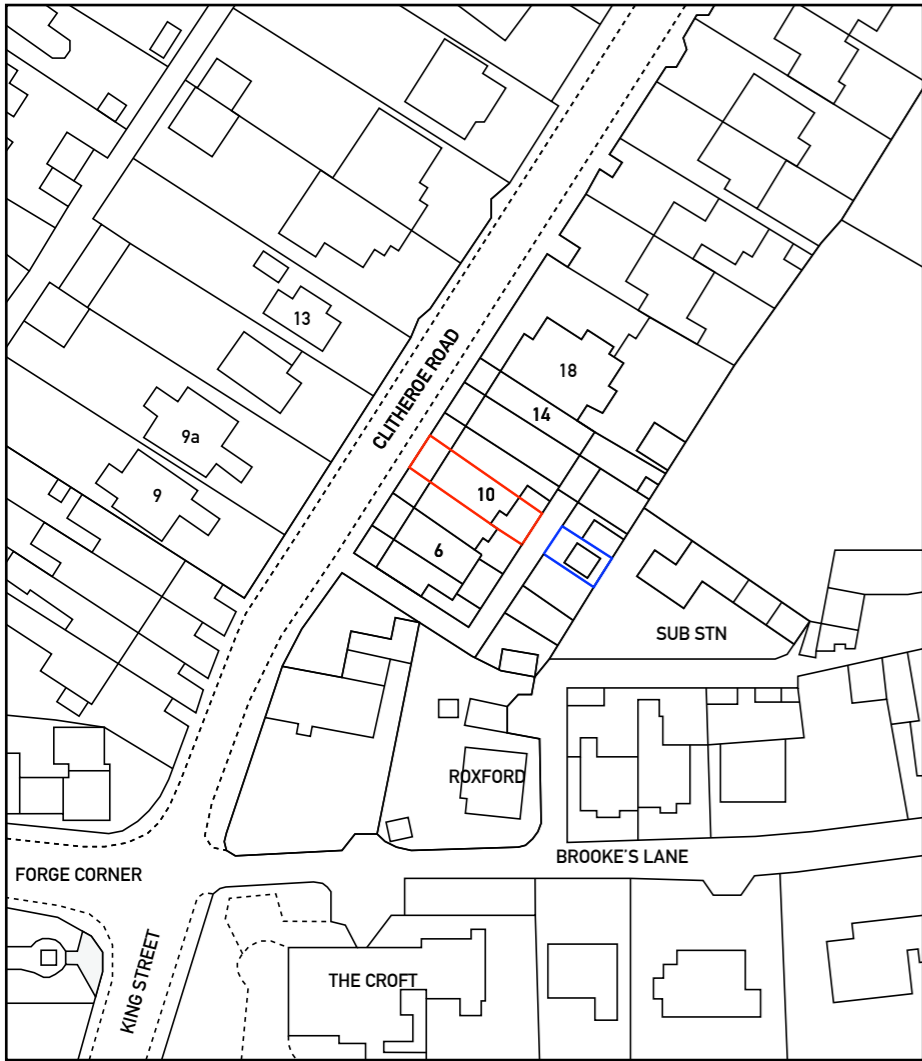 13
CLITHEROE ROAD
18
14
9a
9
10
6
SUB STN
ROXFORD
BROOKE'S LANE
FORGE CORNER
KING STREET
THE CROFT